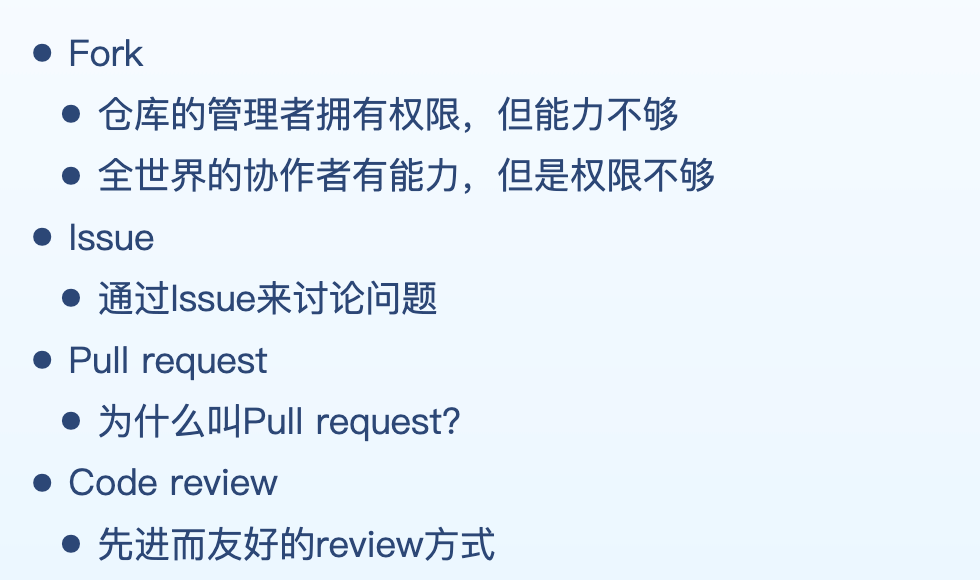 Fork
仓库的管理者拥有权限，但能力不够
全世界的协作者有能力，但是权限不够
Issue
通过Issue来讨论问题
Pull request
为什么叫Pull request?
Code review
先进而友好的review方式